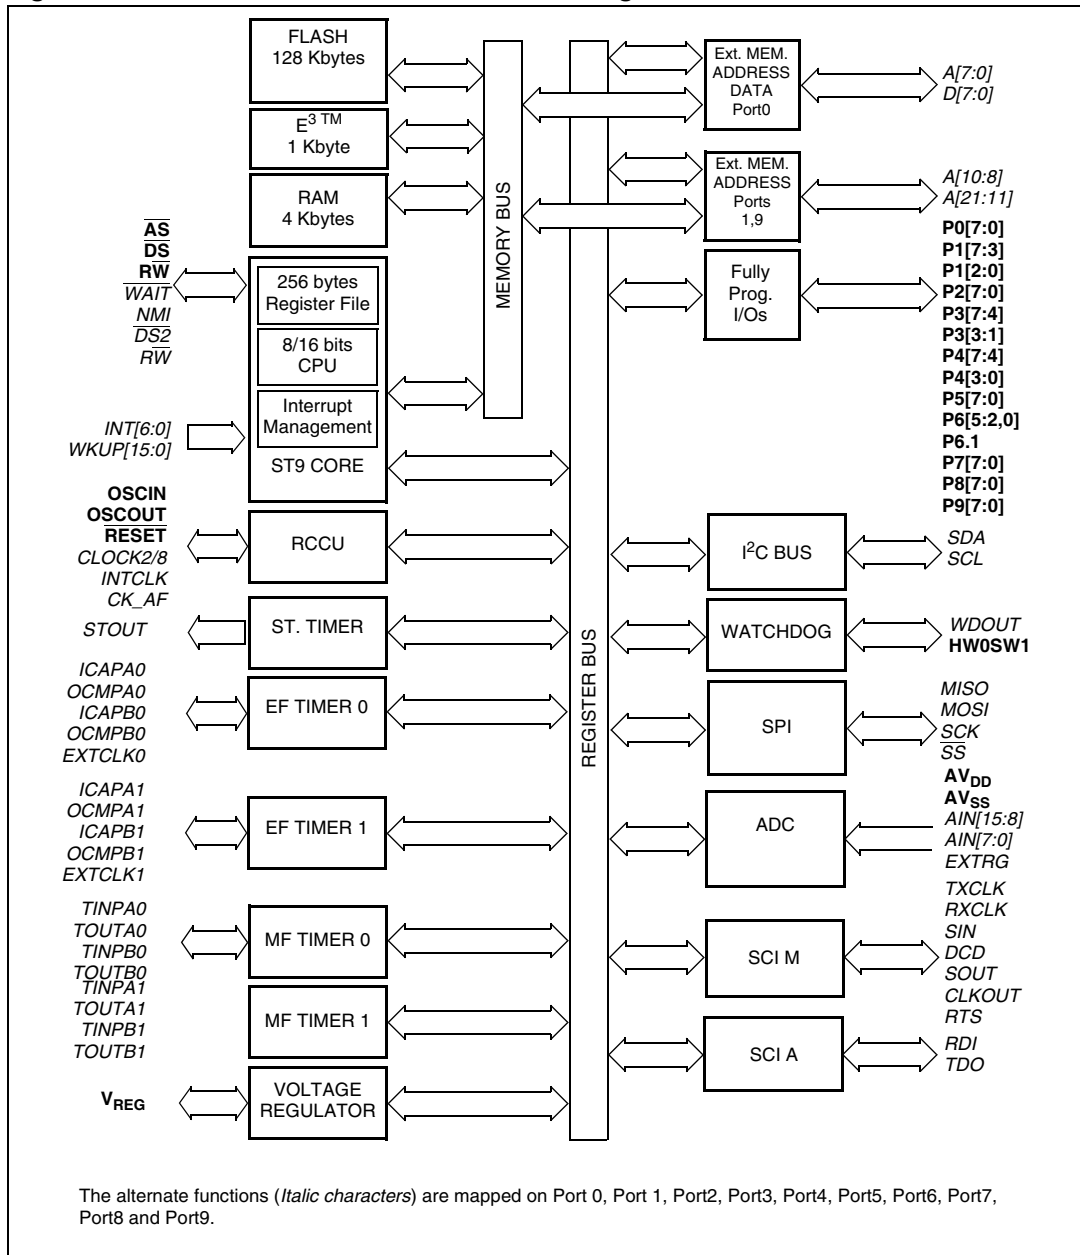 FLASH
128 Kbytes
E³ ™
1 Kbyte
RAM
4 Kbytes
A̅S̅
D̅S̅
RW̅
W̅A̅I̅T̅
NMI
D̅S̅2̅
RW̅
256 bytes
Register File
8/16 bits
CPU
Interrupt
Management
ST9 CORE
INT[6:0]
WKUP[15:0]
OSCIN
OSCOUT
R̅E̅S̅E̅T̅
CLOCK2/8
INTCLK
CK_AF
RCCU
STOUT
ST. TIMER
ICAPA0
OCMPA0
ICAPB0
OCMPB0
EXTCLK0
EF TIMER 0
ICAPA1
OCMPA1
ICAPB1
OCMPB1
EXTCLK1
EF TIMER 1
TINPA0
TOUTA0
TINPB0
TOUTB0
MF TIMER 0
TINPA1
TOUTA1
TINPB1
TOUTB1
MF TIMER 1
VREG
VOLTAGE
REGULATOR
MEMORY BUS
REGISTER BUS
Ext. MEM.
ADDRESS
DATA
Port0
A[7:0]
D[7:0]
Ext. MEM.
ADDRESS
Ports
1,9
A[10:8]
A[21:11]
Fully
Prog.
I/Os
P0[7:0]
P1[7:3]
P1[2:0]
P2[7:0]
P3[7:4]
P3[3:1]
P4[7:4]
P4[3:0]
P5[7:0]
P6[5:2,0]
P6.1
P7[7:0]
P8[7:0]
P9[7:0]
I²C BUS
SDA
SCL
WATCHDOG
WDOUT
HW0SW1
SPI
MISO
MOSI
SCK
S̅S̅
ADC
AVDD
AVSS
AIN[15:8]
AIN[7:0]
EXTRG
SCI M
TXCLK
RXCLK
SIN
DCD
SOUT
CLKOUT
RTS
SCI A
RDI
TDO
The alternate functions (Italic characters) are mapped on Port 0, Port 1, Port2, Port3, Port4, Port5, Port6, Port7,
Port8 and Port9.